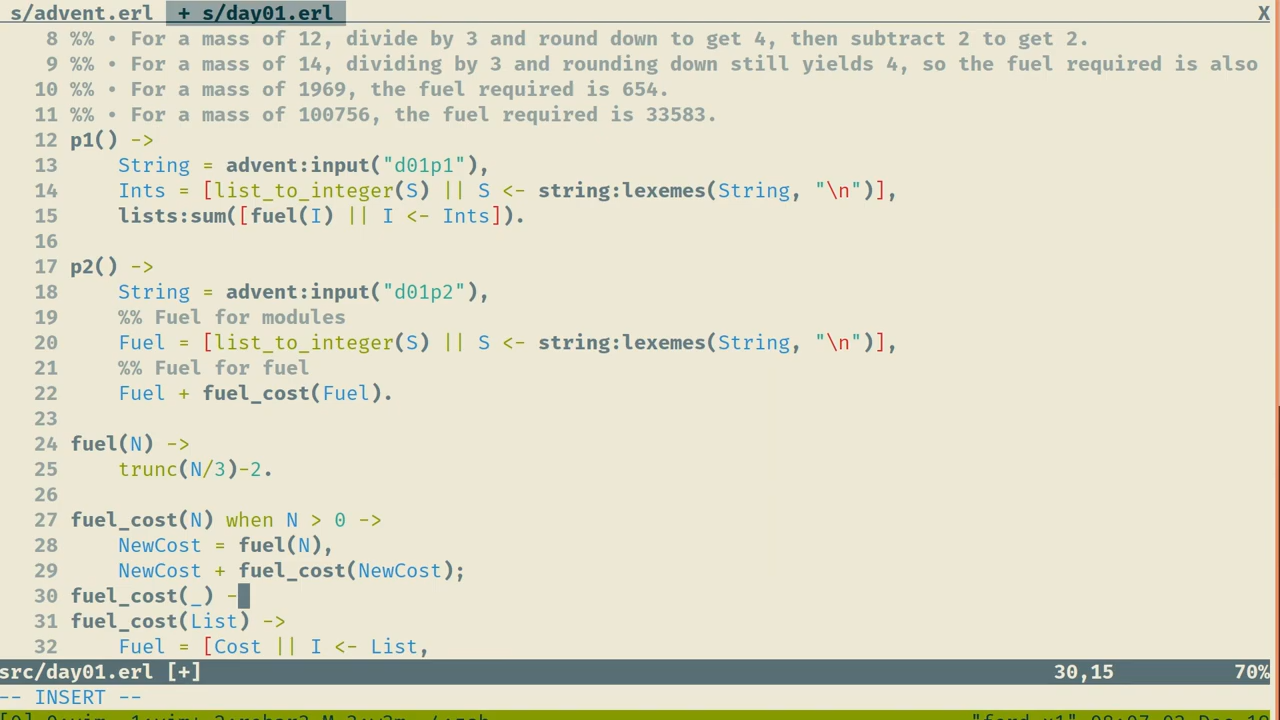 s/advent.erl + s/day01.erl X
8 %% • For a mass of 12, divide by 3 and round down to get 4, then subtract 2 to get 2.
9 %% • For a mass of 14, dividing by 3 and rounding down still yields 4, so the fuel required is also
10 %% • For a mass of 1969, the fuel required is 654.
11 %% • For a mass of 100756, the fuel required is 33583.
12 p1() ->
13     String = advent:input("d01p1"),
14     Ints = [list_to_integer(S) || S <- string:lexemes(String, "\n")],
15     lists:sum([fuel(I) || I <- Ints]).
16
17 p2() ->
18     String = advent:input("d01p2"),
19     %% Fuel for modules
20     Fuel = [list_to_integer(S) || S <- string:lexemes(String, "\n")],
21     %% Fuel for fuel
22     Fuel + fuel_cost(Fuel).
23
24 fuel(N) ->
25     trunc(N/3)-2.
26
27 fuel_cost(N) when N > 0 ->
28     NewCost = fuel(N),
29     NewCost + fuel_cost(NewCost);
30 fuel_cost(_) -
31 fuel_cost(List) ->
32     Fuel = [Cost || I <- List,
src/day01.erl [+] 30,15 70%
-- INSERT --